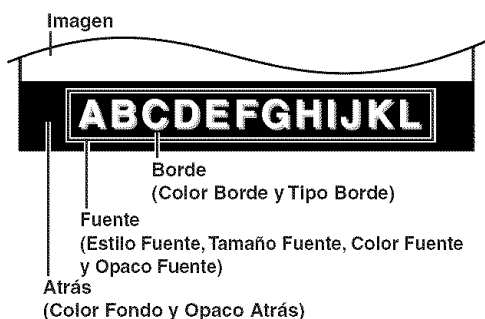 Imagen
ABCDEFGHIJKL
Borde
(Color Borde y Tipo Borde)
Fuente
(Estilo Fuente, Tamaño Fuente, Color Fuente
y Opaco Fuente)
Atrás
(Color Fondo y Opaco Atrás)